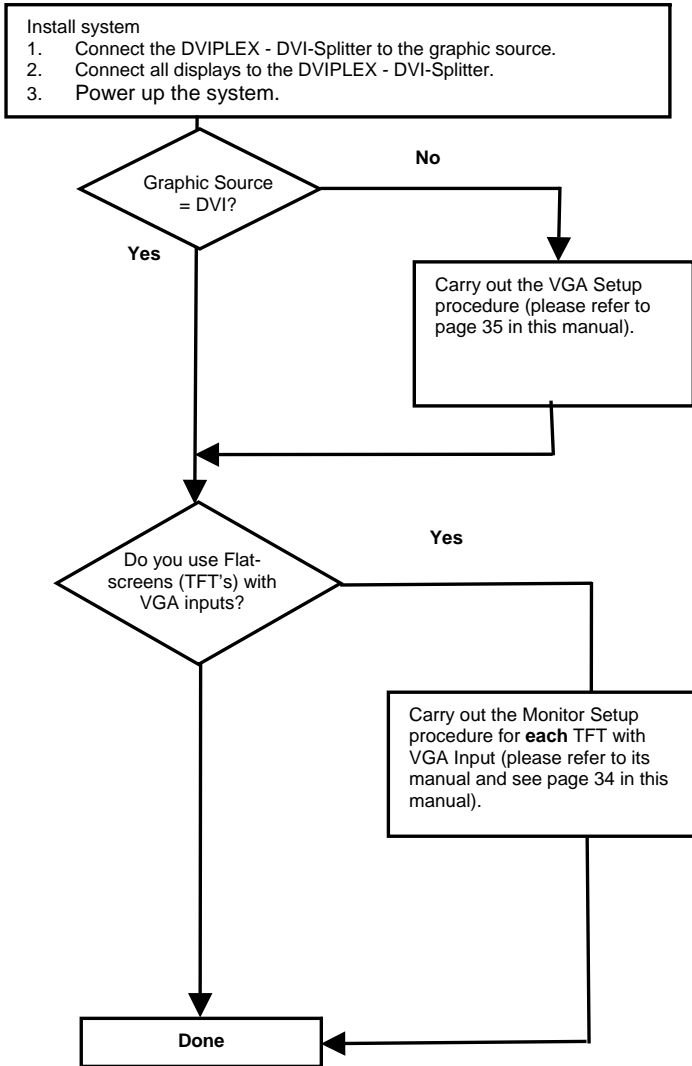 Install system
1. Connect the DVIPLEX - DVI-Splitter to the graphic source.
2. Connect all displays to the DVIPLEX - DVI-Splitter.
3. Power up the system.
Graphic Source
= DVI?
No
Yes
Carry out the VGA Setup
procedure (please refer to
page 35 in this manual).
Do you use Flat-
screens (TFT's) with
VGA inputs?
Yes
Carry out the Monitor Setup
procedure for each TFT with
VGA Input (please refer to its
manual and see page 34 in this
manual).
Done